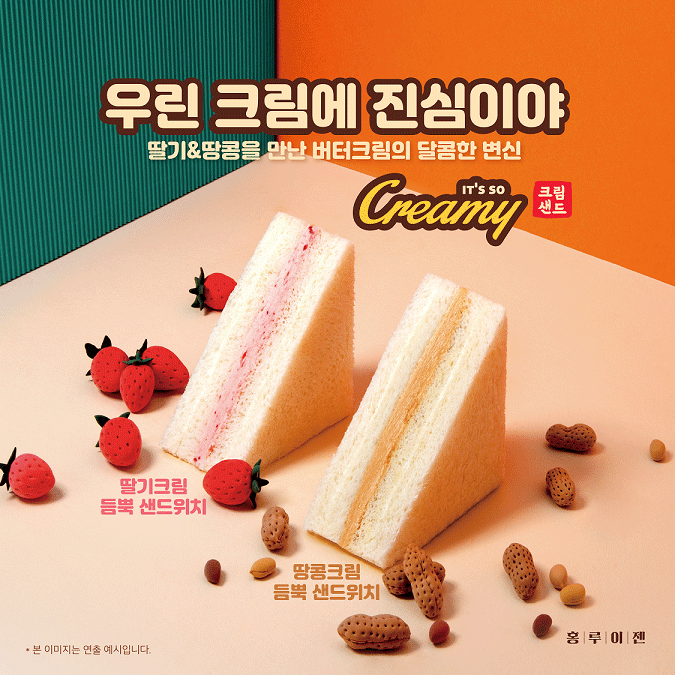 우린 크림에 진심이야
딸기&땅콩을 만난 버터크림의 달콤한 변신
IT'S SO
Creamy
크림
샌드
딸기크림
듬뿍 샌드위치
땅콩크림
듬뿍 샌드위치
홍|루|이|젠
* 본 이미지는 연출 예시입니다.